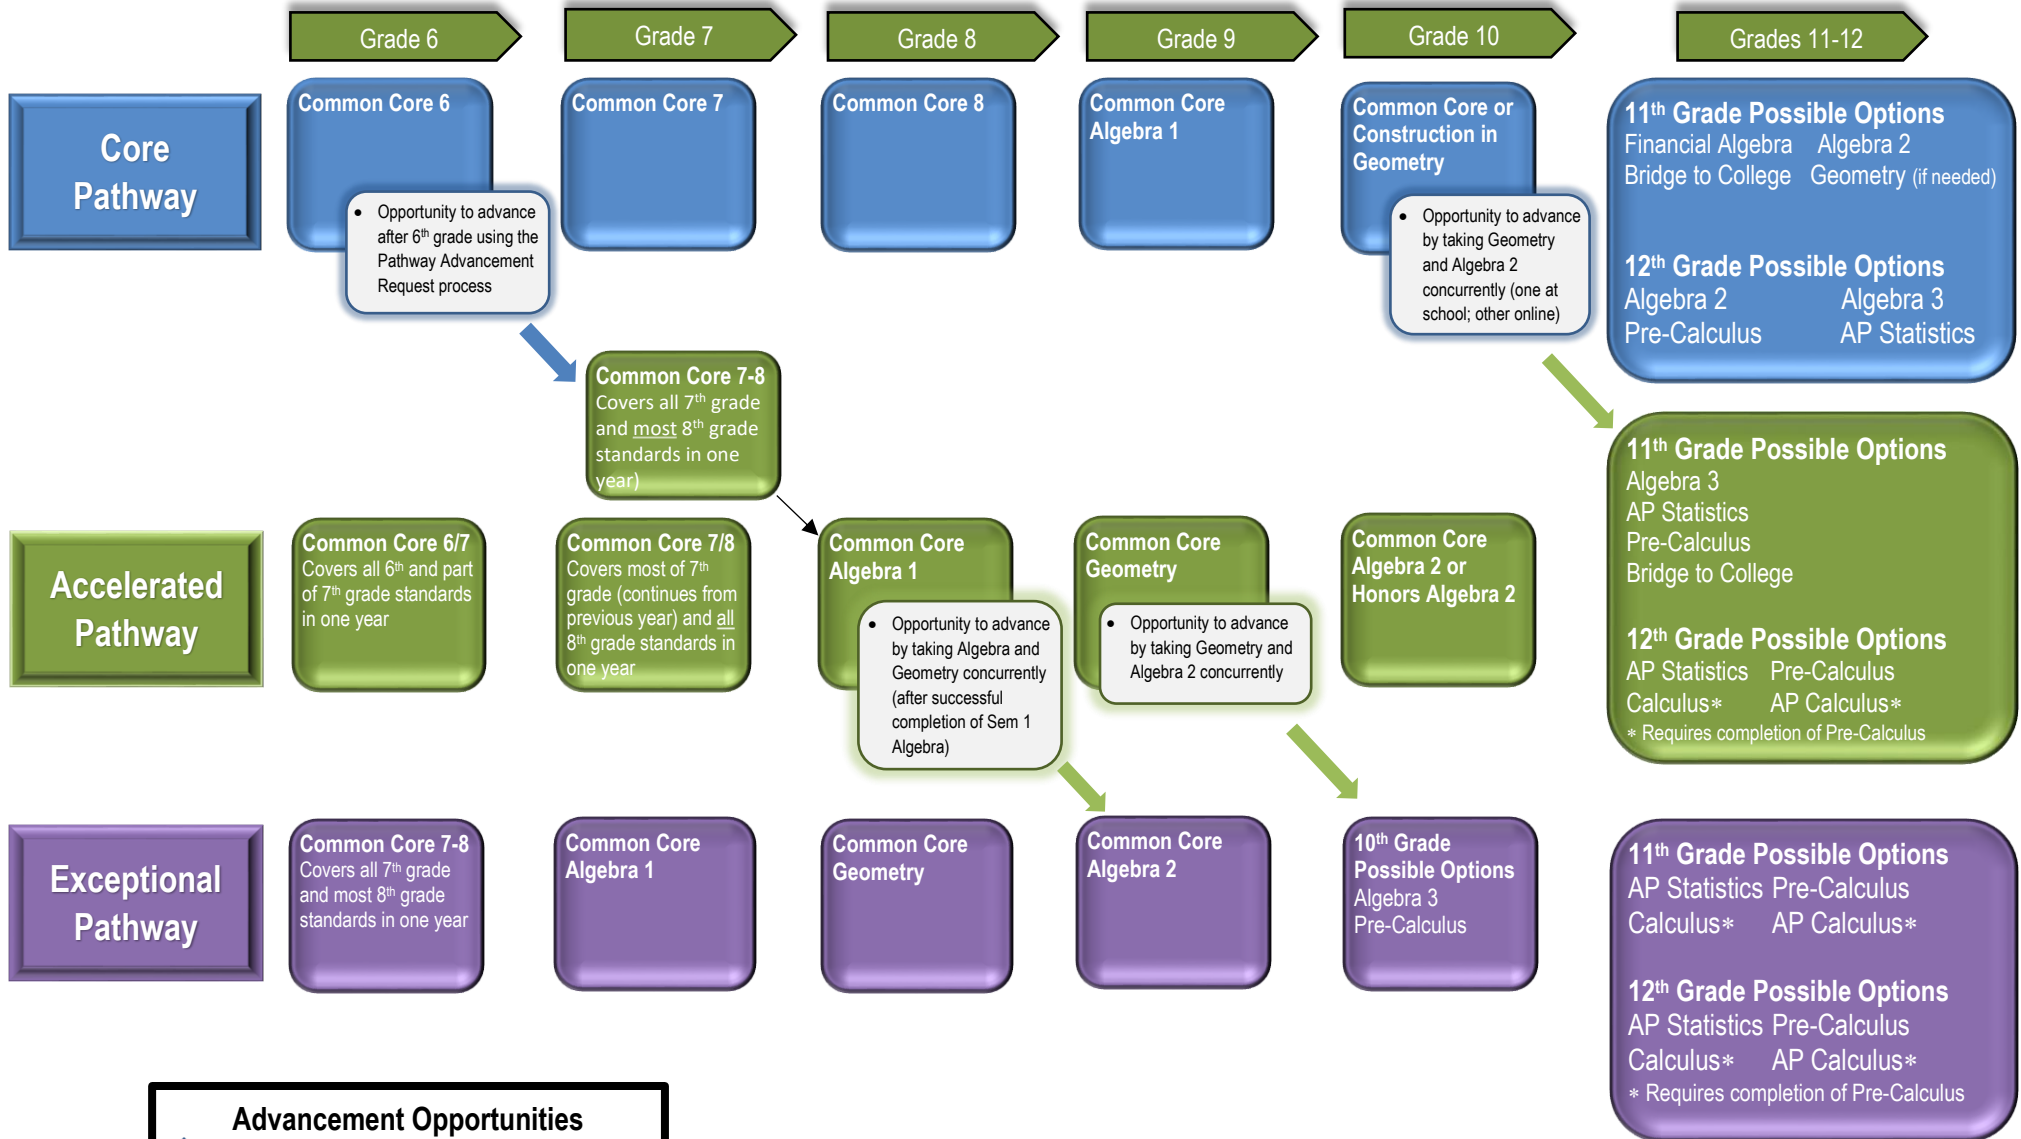 Grade 6
Grade 7
Grade 8
Grade 9
Grade 10
Grades 11-12
Core
Pathway
Common Core 6
• Opportunity to advance
after 6th grade using the
Pathway Advancement
Request process
Common Core 7
Common Core 8
Common Core
Algebra 1
Common Core or
Construction in
Geometry
• Opportunity to advance
by taking Geometry
and Algebra 2
concurrently (one at
school; other online)
11th Grade Possible Options
Financial Algebra Algebra 2
Bridge to College Geometry (if needed)
12th Grade Possible Options
Algebra 2 Algebra 3
Pre-Calculus AP Statistics
Common Core 7-8
Covers all 7th grade
and most 8th grade
standards in one
year)
Accelerated
Pathway
Common Core 6/7
Covers all 6th and part
of 7th grade standards
in one year
Common Core 7/8
Covers most of 7th
grade (continues from
previous year) and all
8th grade standards in
one year
Common Core
Algebra 1
• Opportunity to advance
by taking Algebra and
Geometry concurrently
(after successful
completion of Sem 1
Algebra)
Common Core
Geometry
• Opportunity to advance
by taking Geometry and
Algebra 2 concurrently
Common Core
Algebra 2 or
Honors Algebra 2
11th Grade Possible Options
Algebra 3
AP Statistics
Pre-Calculus
Bridge to College
12th Grade Possible Options
AP Statistics Pre-Calculus
Calculus* AP Calculus*
* Requires completion of Pre-Calculus
Exceptional
Pathway
Common Core 7-8
Covers all 7th grade
and most 8th grade
standards in one year
Common Core
Algebra 1
Common Core
Geometry
Common Core
Algebra 2
10th Grade
Possible Options
Algebra 3
Pre-Calculus
11th Grade Possible Options
AP Statistics Pre-Calculus
Calculus* AP Calculus*
12th Grade Possible Options
AP Statistics Pre-Calculus
Calculus* AP Calculus*
* Requires completion of Pre-Calculus
Advancement Opportunities